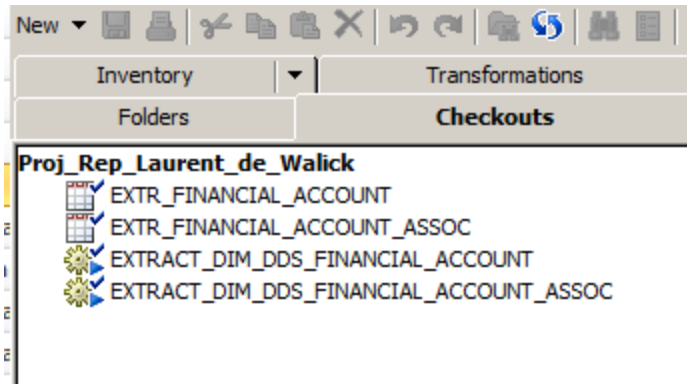 New
Inventory
Transformations
Folders
Checkouts
Proj_Rep_Laurent_de_Walick
EXTR_FINANCIAL_ACCOUNT
EXTR_FINANCIAL_ACCOUNT_ASSOC
EXTRACT_DIM_DDS_FINANCIAL_ACCOUNT
EXTRACT_DIM_DDS_FINANCIAL_ACCOUNT_ASSOC